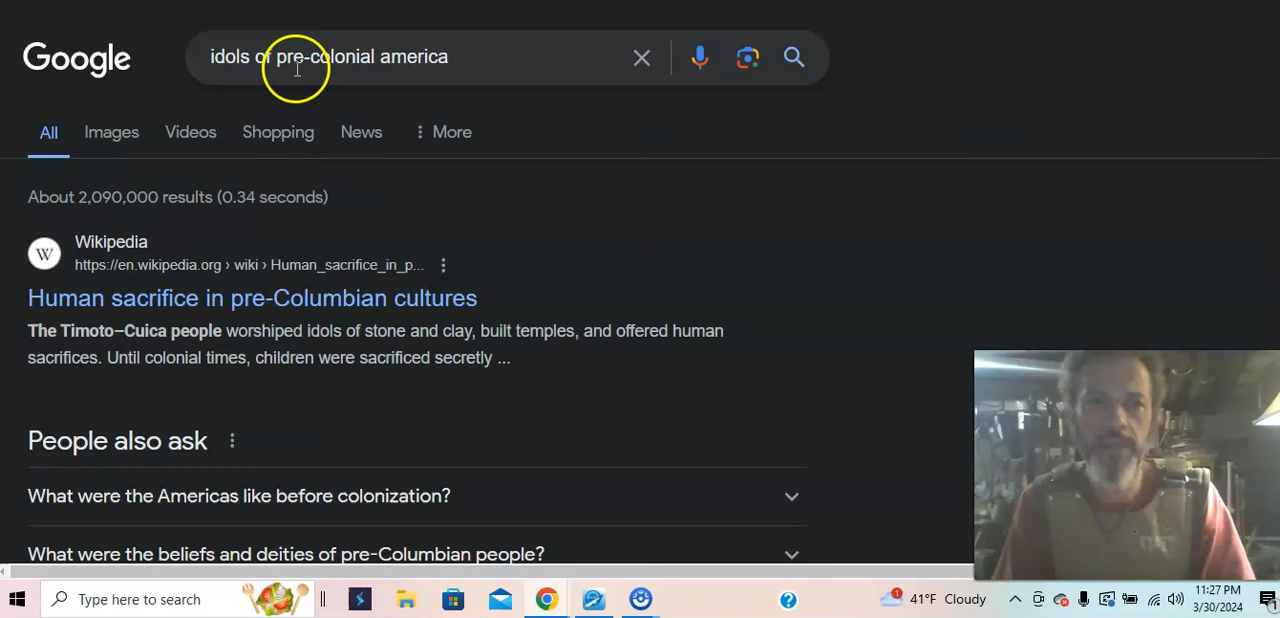 Google
idols of pre-colonial america
All Images Videos Shopping News More
About 2,090,000 results (0.34 seconds)
W
Wikipedia
https://en.wikipedia.org › wiki › Human_sacrifice_in_p...
Human sacrifice in pre-Columbian cultures
The Timoto–Cuica people worshiped idols of stone and clay, built temples, and offered human
sacrifices. Until colonial times, children were sacrificed secretly ...
People also ask
What were the Americas like before colonization?
What were the beliefs and deities of pre-Columbian people?
Type here to search
1 41°F Cloudy
11:27 PM
3/30/2024
1